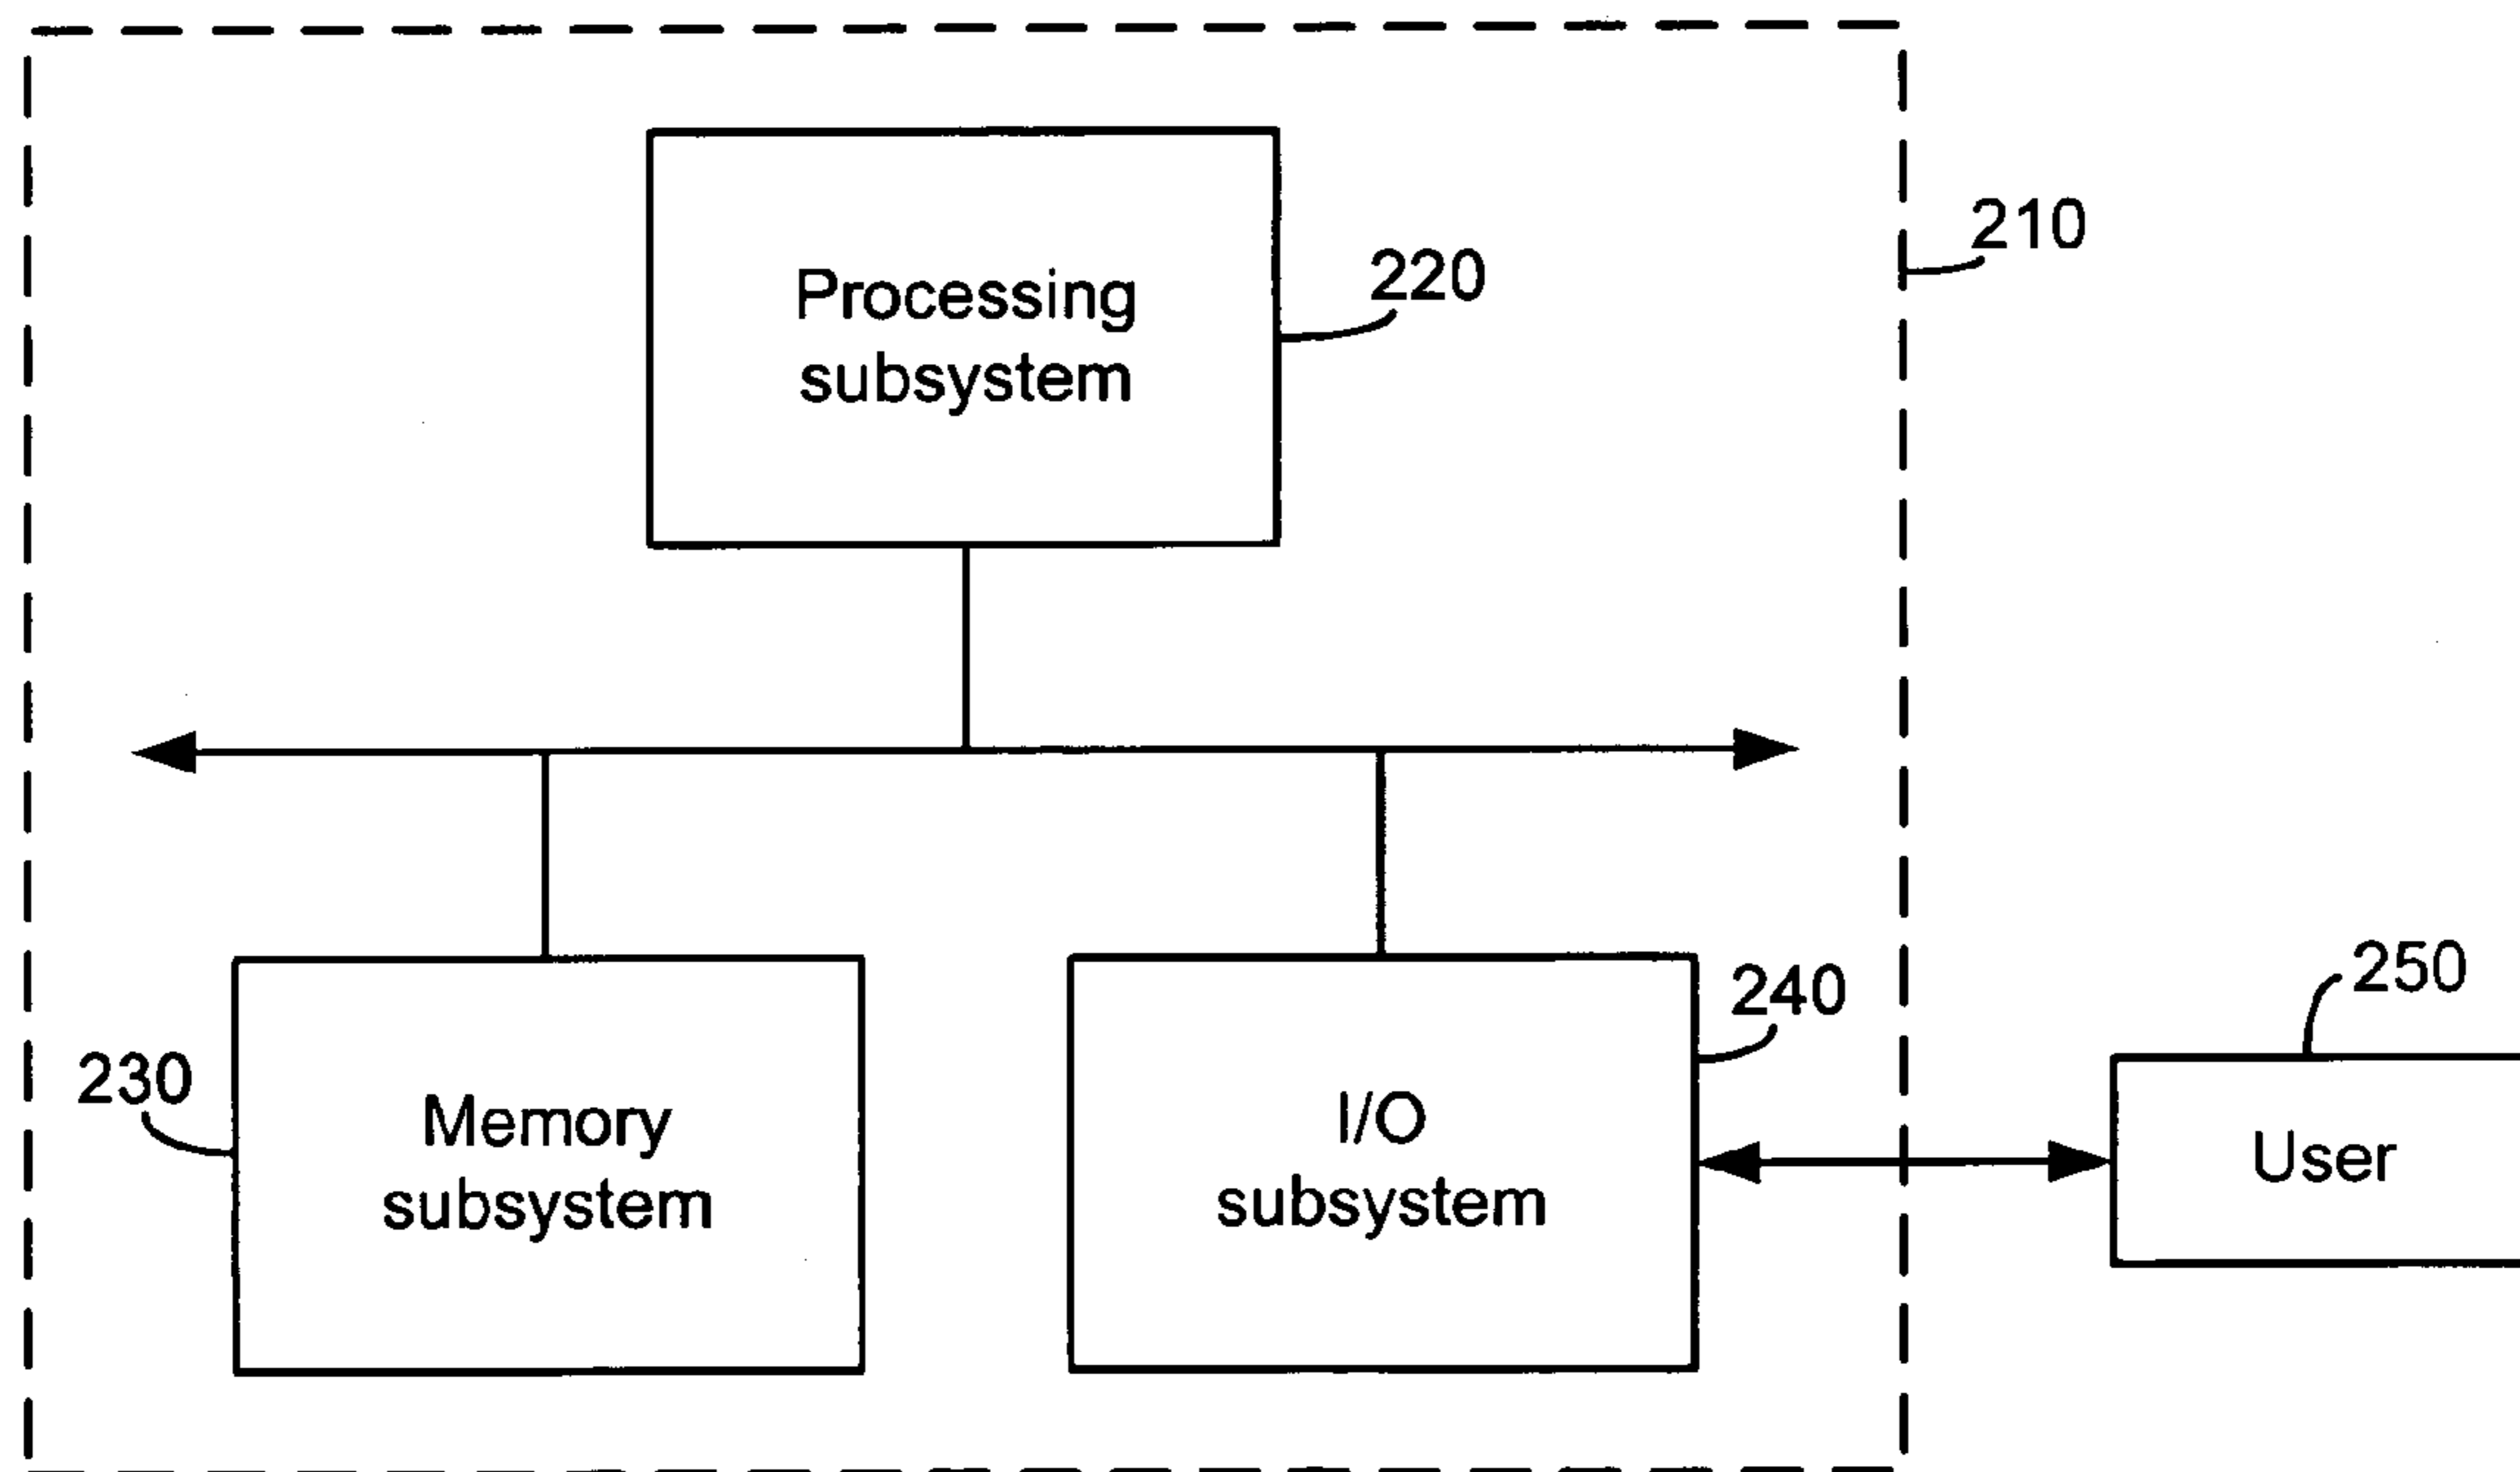 210
220
Processing
subsystem
250
240
230
Memory
subsystem
I/O
subsystem
User